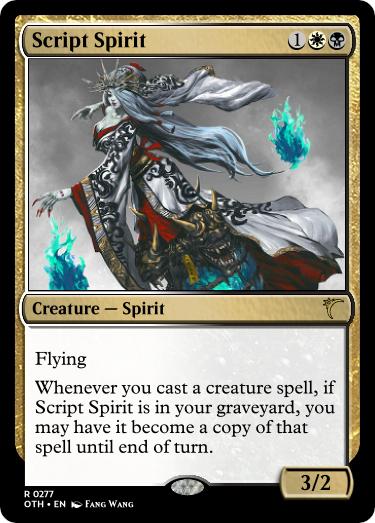 Script Spirit 1
Creature — Spirit
Flying
Whenever you cast a creature spell, if
Script Spirit is in your graveyard, you
may have it become a copy of that
spell until end of turn.
3/2
R 0277
OTH • EN Fang Wang